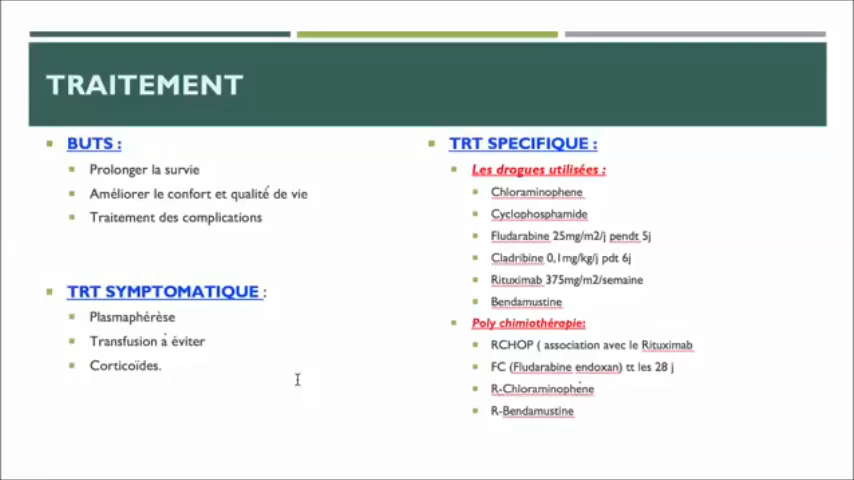 TRAITEMENT
BUTS :
Prolonger la survie
Améliorer le confort et qualité de vie
Traitement des complications
TRT SYMPTOMATIQUE :
Plasmaphérèse
Transfusion à éviter
Corticoïdes.
TRT SPECIFIQUE :
Les drogues utilisées :
Chloraminophene
Cyclophosphamide
Fludarabine 25mg/m2/j pendt 5j
Cladribine 0,1mg/kg/j pdt 6j
Rituximab 375mg/m2/semaine
Bendamustine
Poly chimiothérapie:
RCHOP ( association avec le Rituximab
FC (Fludarabine endoxan) tt les 28 j
R-Chloraminophène
R-Bendamustine